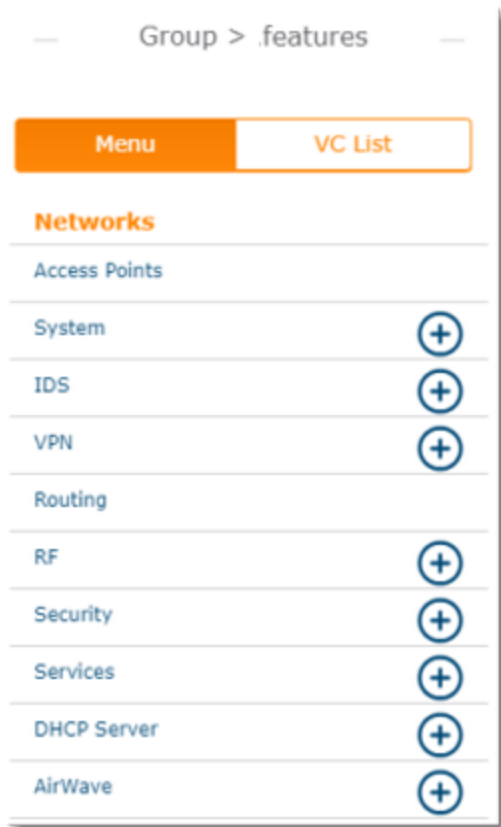 Group > .features
Menu VC List
Networks
Access Points
System
IDS
VPN
Routing
RF
Security
Services
DHCP Server
AirWave